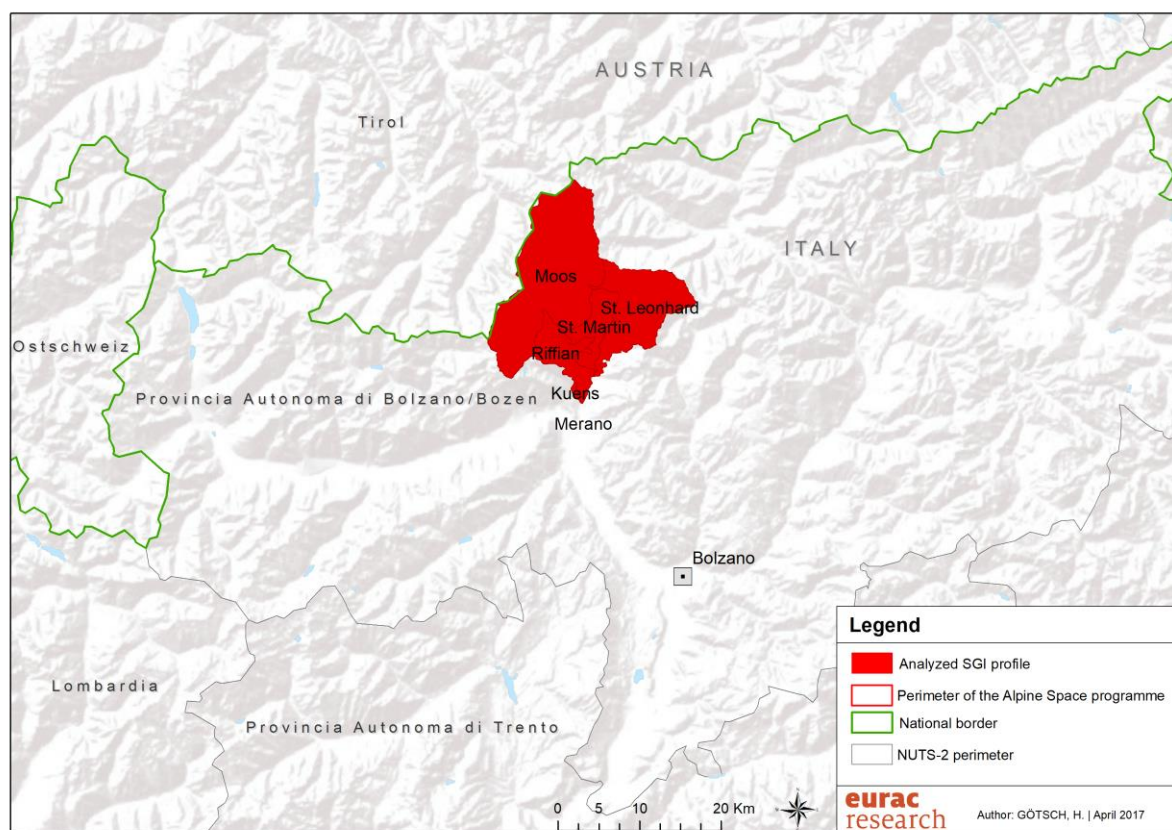 AUSTRIA
Tirol
ITALY
Moos
St. Leonhard
St. Martin
Ostschweiz
Riffian
Provincia Autonoma di Bolzano/Bozen
Kuens
Merano
Bolzano
Lombardia
Provincia Autonoma di Trento
Legend
Analyzed SGI profile
Perimeter of the Alpine Space programme
National border
NUTS-2 perimeter
0 5 10 20 Km
eurac
research
Author: GÖTSCH, H. | April 2017